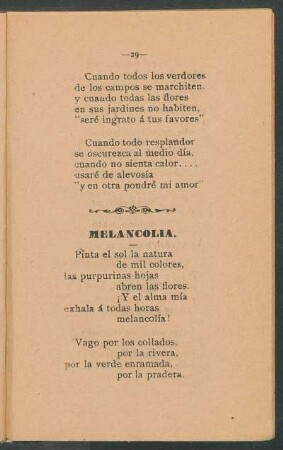 —29—
Cuando todos los verdores
de los campos se marchiten.
y cuando todas las flores
en sus jardines no habiten,
"seré ingrato á tus favores"
Cuando todo resplandor
se oscurezca al medio día,
cuando no sienta calor....
usaré de alevosía
"y en otra pondré mi amor"
MELANCOLIA.
Pinta el sol la natura
de mil colores,
las purpurinas hojas
abren las flores.
¡Y el alma mía
exhala á todas horas
melancolía!
Vago por los collados,
por la rivera,
por la verde enramada,
por la pradera.